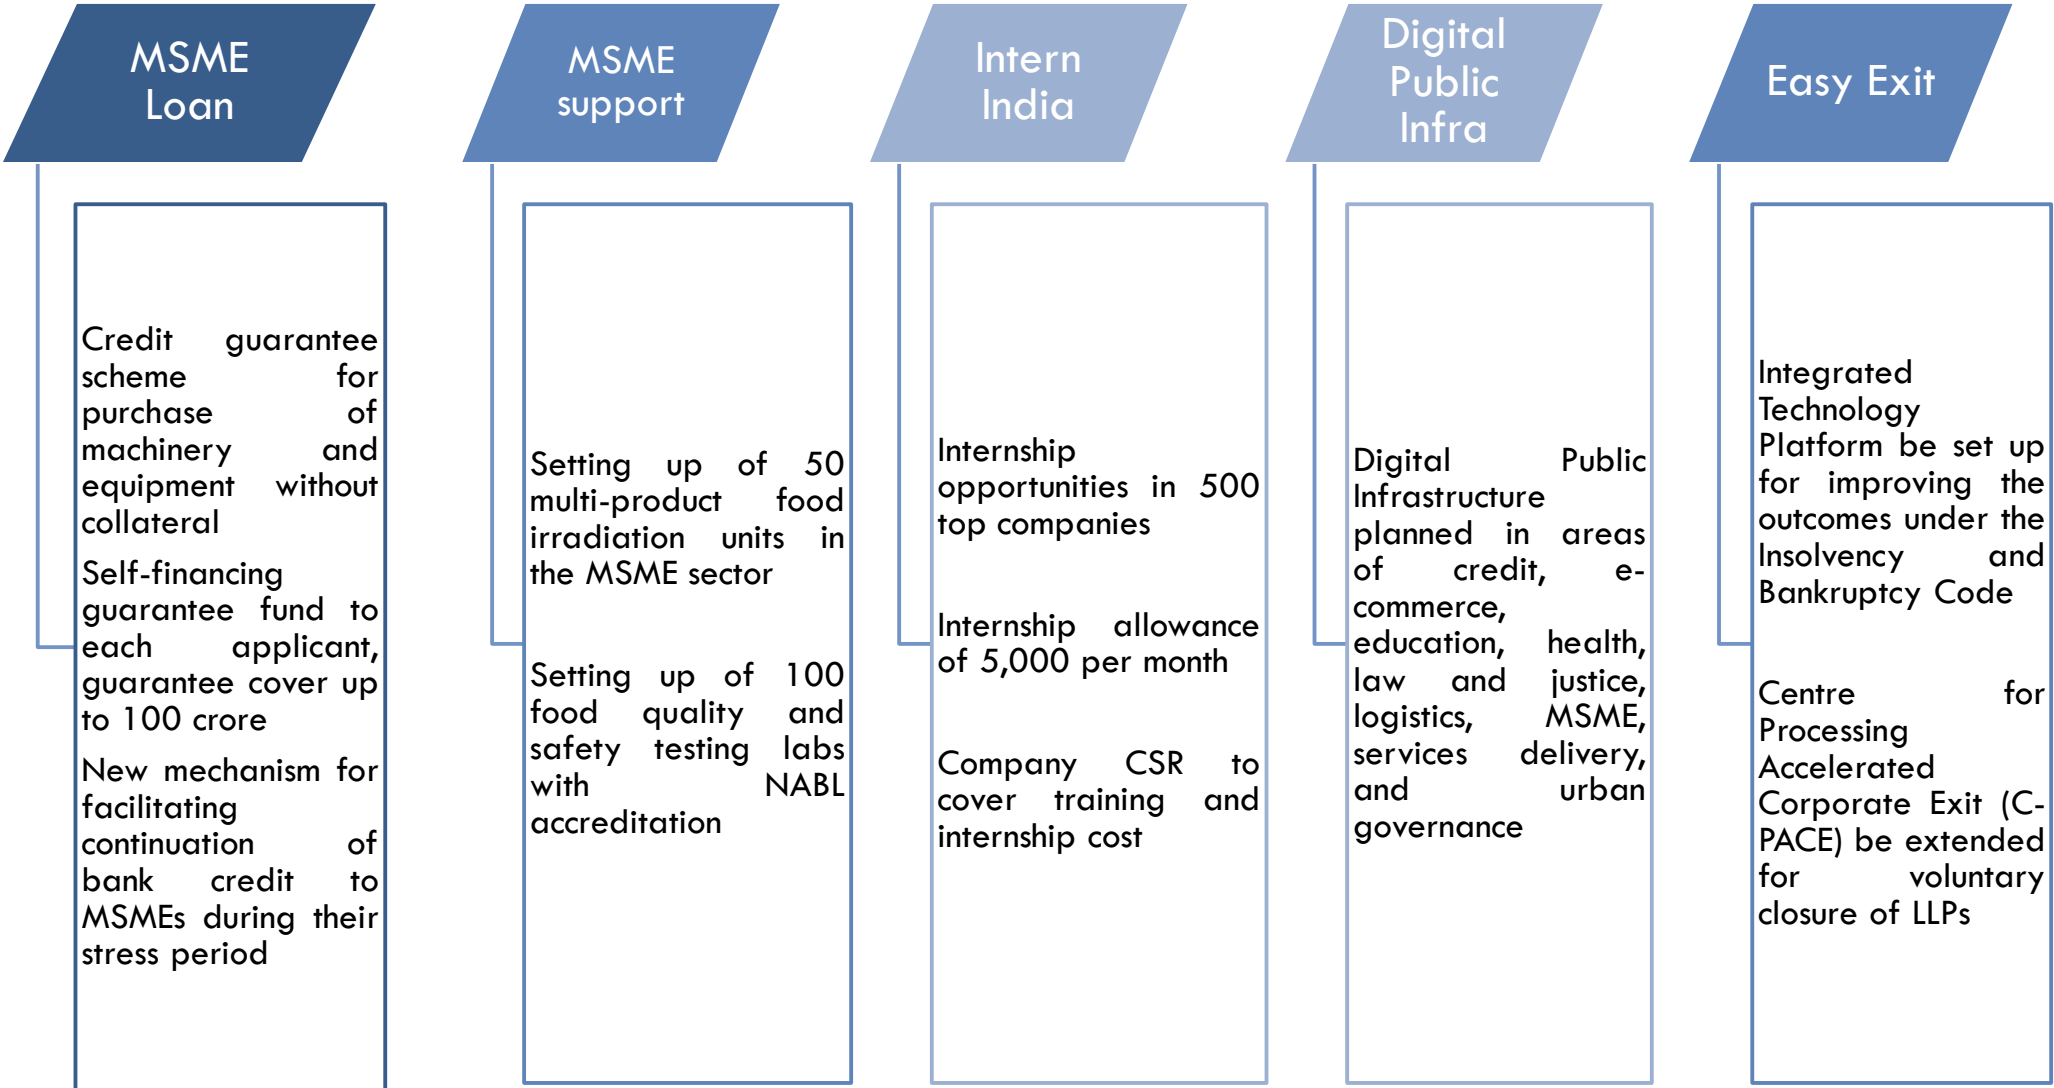 MSME
Loan
Credit guarantee
scheme for
purchase of
machinery and
equipment without
collateral
Self-financing
guarantee fund to
each applicant,
guarantee cover up
to 100 crore
New mechanism for
facilitating
continuation of
bank credit to
MSMEs during their
stress period
MSME
support
Setting up of 50
multi-product food
irradiation units in
the MSME sector
Setting up of 100
food quality and
safety testing labs
with NABL
accreditation
Intern
India
Internship
opportunities in 500
top companies
Internship allowance
of 5,000 per month
Company CSR to
cover training and
internship cost
Digital
Public
Infra
Digital Public
Infrastructure
planned in areas
of credit, e-
commerce,
education, health,
law and justice,
logistics, MSME,
services delivery,
and urban
governance
Easy Exit
Integrated
Technology
Platform be set up
for improving the
outcomes under the
Insolvency and
Bankruptcy Code
Centre for
Processing
Accelerated
Corporate Exit (C-
PACE) be extended
for voluntary
closure of LLPs